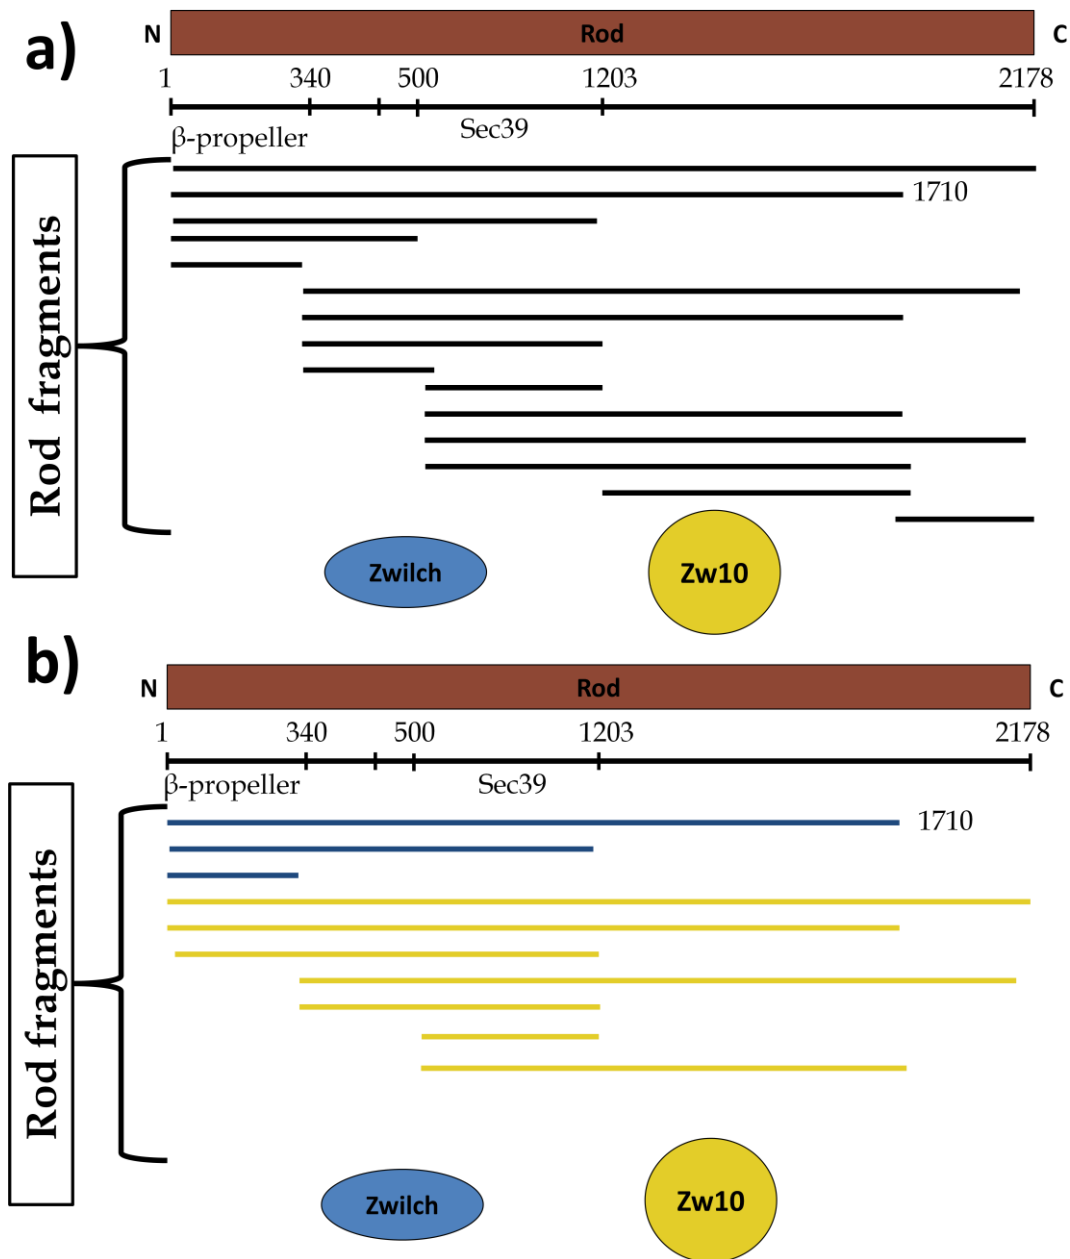 a)
N Rod C
1 340 500 1203 2178
β-propeller Sec39
Rod fragments
1710
Zwilch Zw10
b)
N Rod C
1 340 500 1203 2178
β-propeller Sec39
Rod fragments
1710
Zwilch Zw10